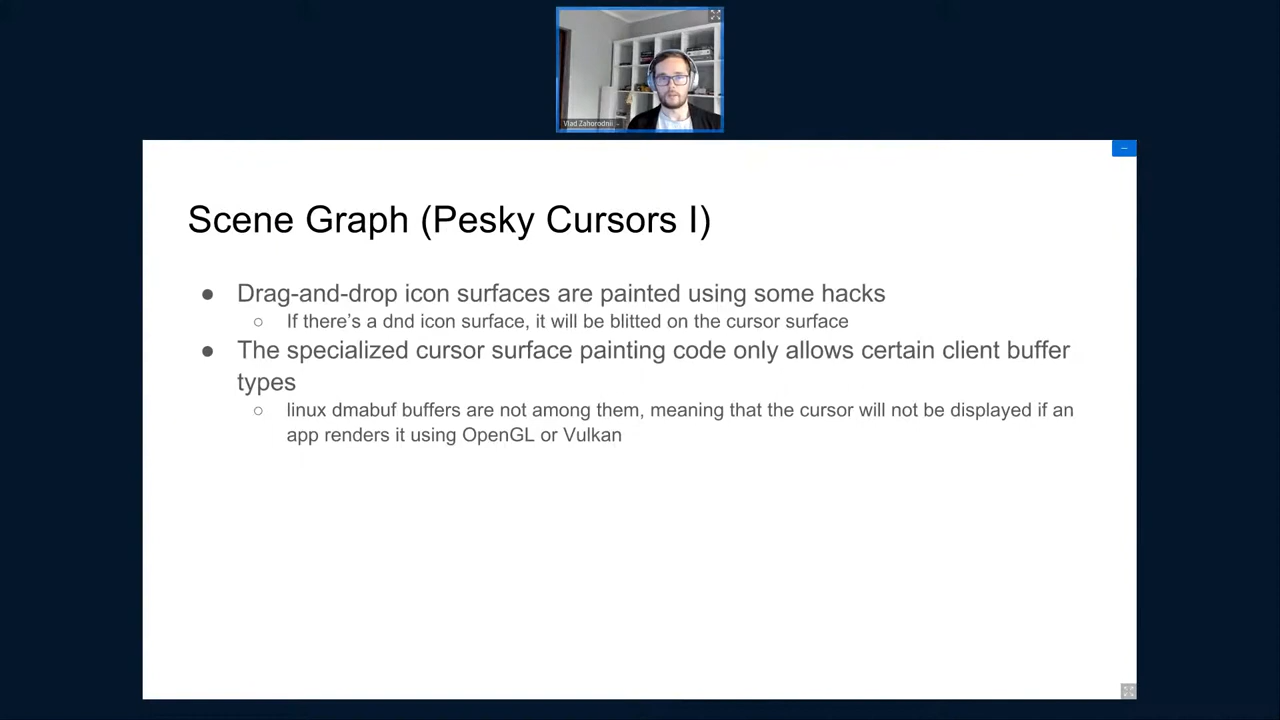 Vlad Zahorodnii
Scene Graph (Pesky Cursors I)
● Drag-and-drop icon surfaces are painted using some hacks
○ If there's a dnd icon surface, it will be blitted on the cursor surface
● The specialized cursor surface painting code only allows certain client buffer
types
○ linux dmabuf buffers are not among them, meaning that the cursor will not be displayed if an
app renders it using OpenGL or Vulkan